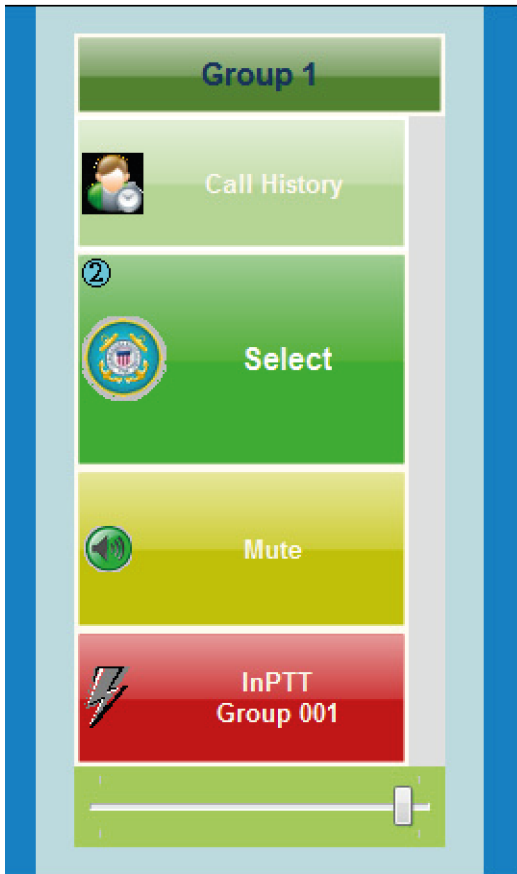 Group 1
Call History
②
Select
Mute
InPTT
Group 001